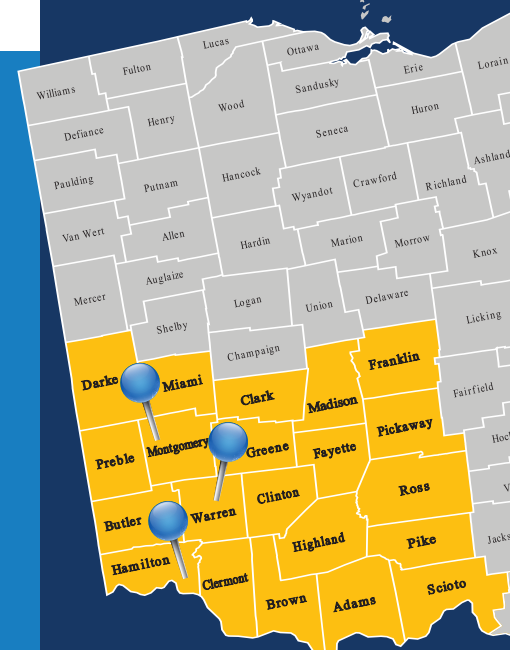 Lucas
Ottawa
Fulton
Erie
Lorain
Williams
Sandusky
Wood
Huron
Henry
Defiance
Seneca
Ashland
Hancock
Paulding
Putnam
Wyandot
Crawford
Richland
Van Wert
Allen
Hardin
Marion
Morrow
Knox
Auglaize
Mercer
Logan
Union
Delaware
Shelby
Licking
Champaign
Franklin
Darke
Miami
Clark
Madison
Fairfield
Pickaway
Montgomery
Greene
Fayette
Hoc
Preble
Clinton
Ross
V
Butler
Warren
Highland
Pike
Jacks
Hamilton
Clermont
Scioto
Brown
Adams